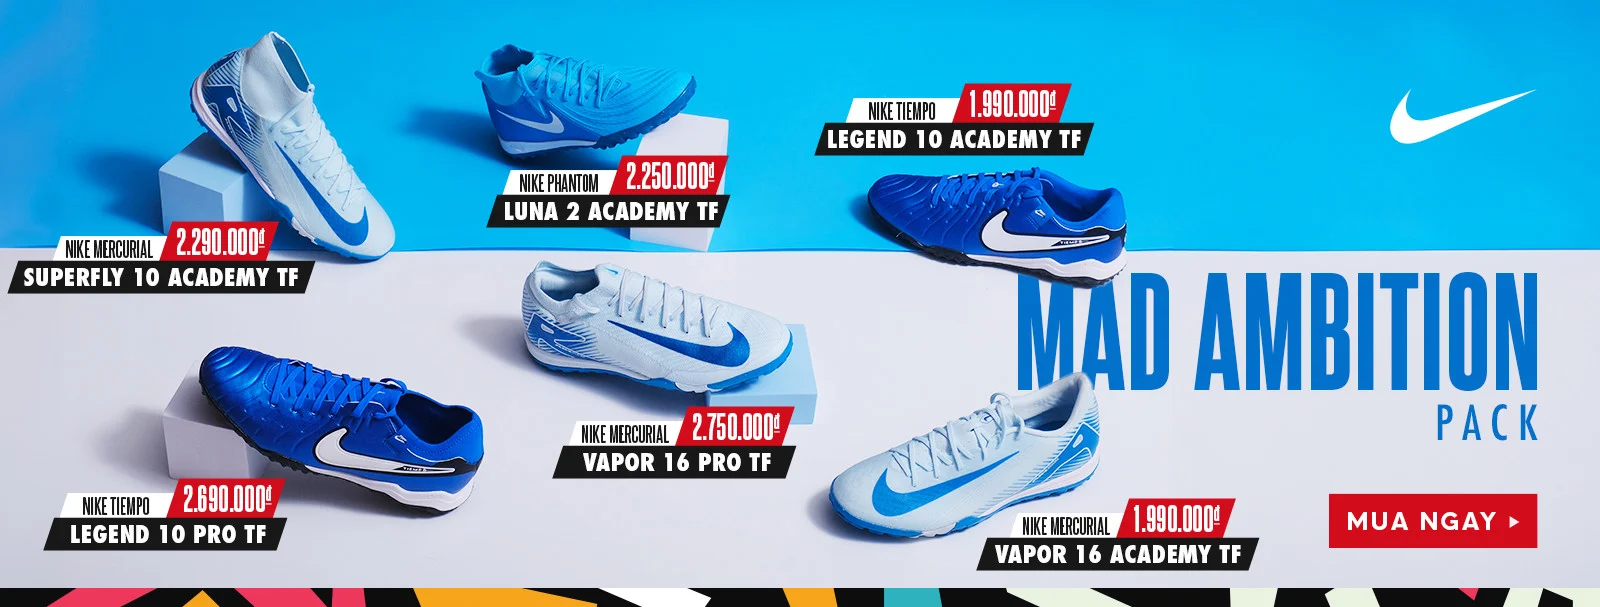 NIKE MERCURIAL 2.290.000đ
SUPERFLY 10 ACADEMY TF
NIKE PHANTOM 2.250.000đ
LUNA 2 ACADEMY TF
NIKE TIEMPO 1.990.000đ
LEGEND 10 ACADEMY TF
NIKE TIEMPO 2.690.000đ
LEGEND 10 PRO TF
NIKE MERCURIAL 2.750.000đ
VAPOR 16 PRO TF
NIKE MERCURIAL 1.990.000đ
VAPOR 16 ACADEMY TF
MAD AMBITION
PACK
MUA NGAY